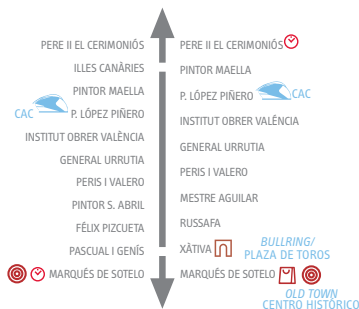 PERE II EL CERIMONIÓS
ILLES CANÀRIES
PINTOR MAELLA
CAC
P. LÓPEZ PIÑERO
INSTITUT OBRER VALÈNCIA
GENERAL URRUTIA
PERIS I VALERO
PINTOR S. ABRIL
FÉLIX PIZCUETA
PASCUAL I GENÍS
MARQUÉS DE SOTELO
PERE II EL CERIMONIÓS
PINTOR MAELLA
P. LÓPEZ PIÑERO
CAC
INSTITUT OBRER VALÉNCIA
GENERAL URRUTIA
PERIS I VALERO
MESTRE AGUILAR
RUSSAFA
XÀTIVA
BULLRING/
PLAZA DE TOROS
MARQUÉS DE SOTELO
OLD TOWN
CENTRO HISTÓRICO